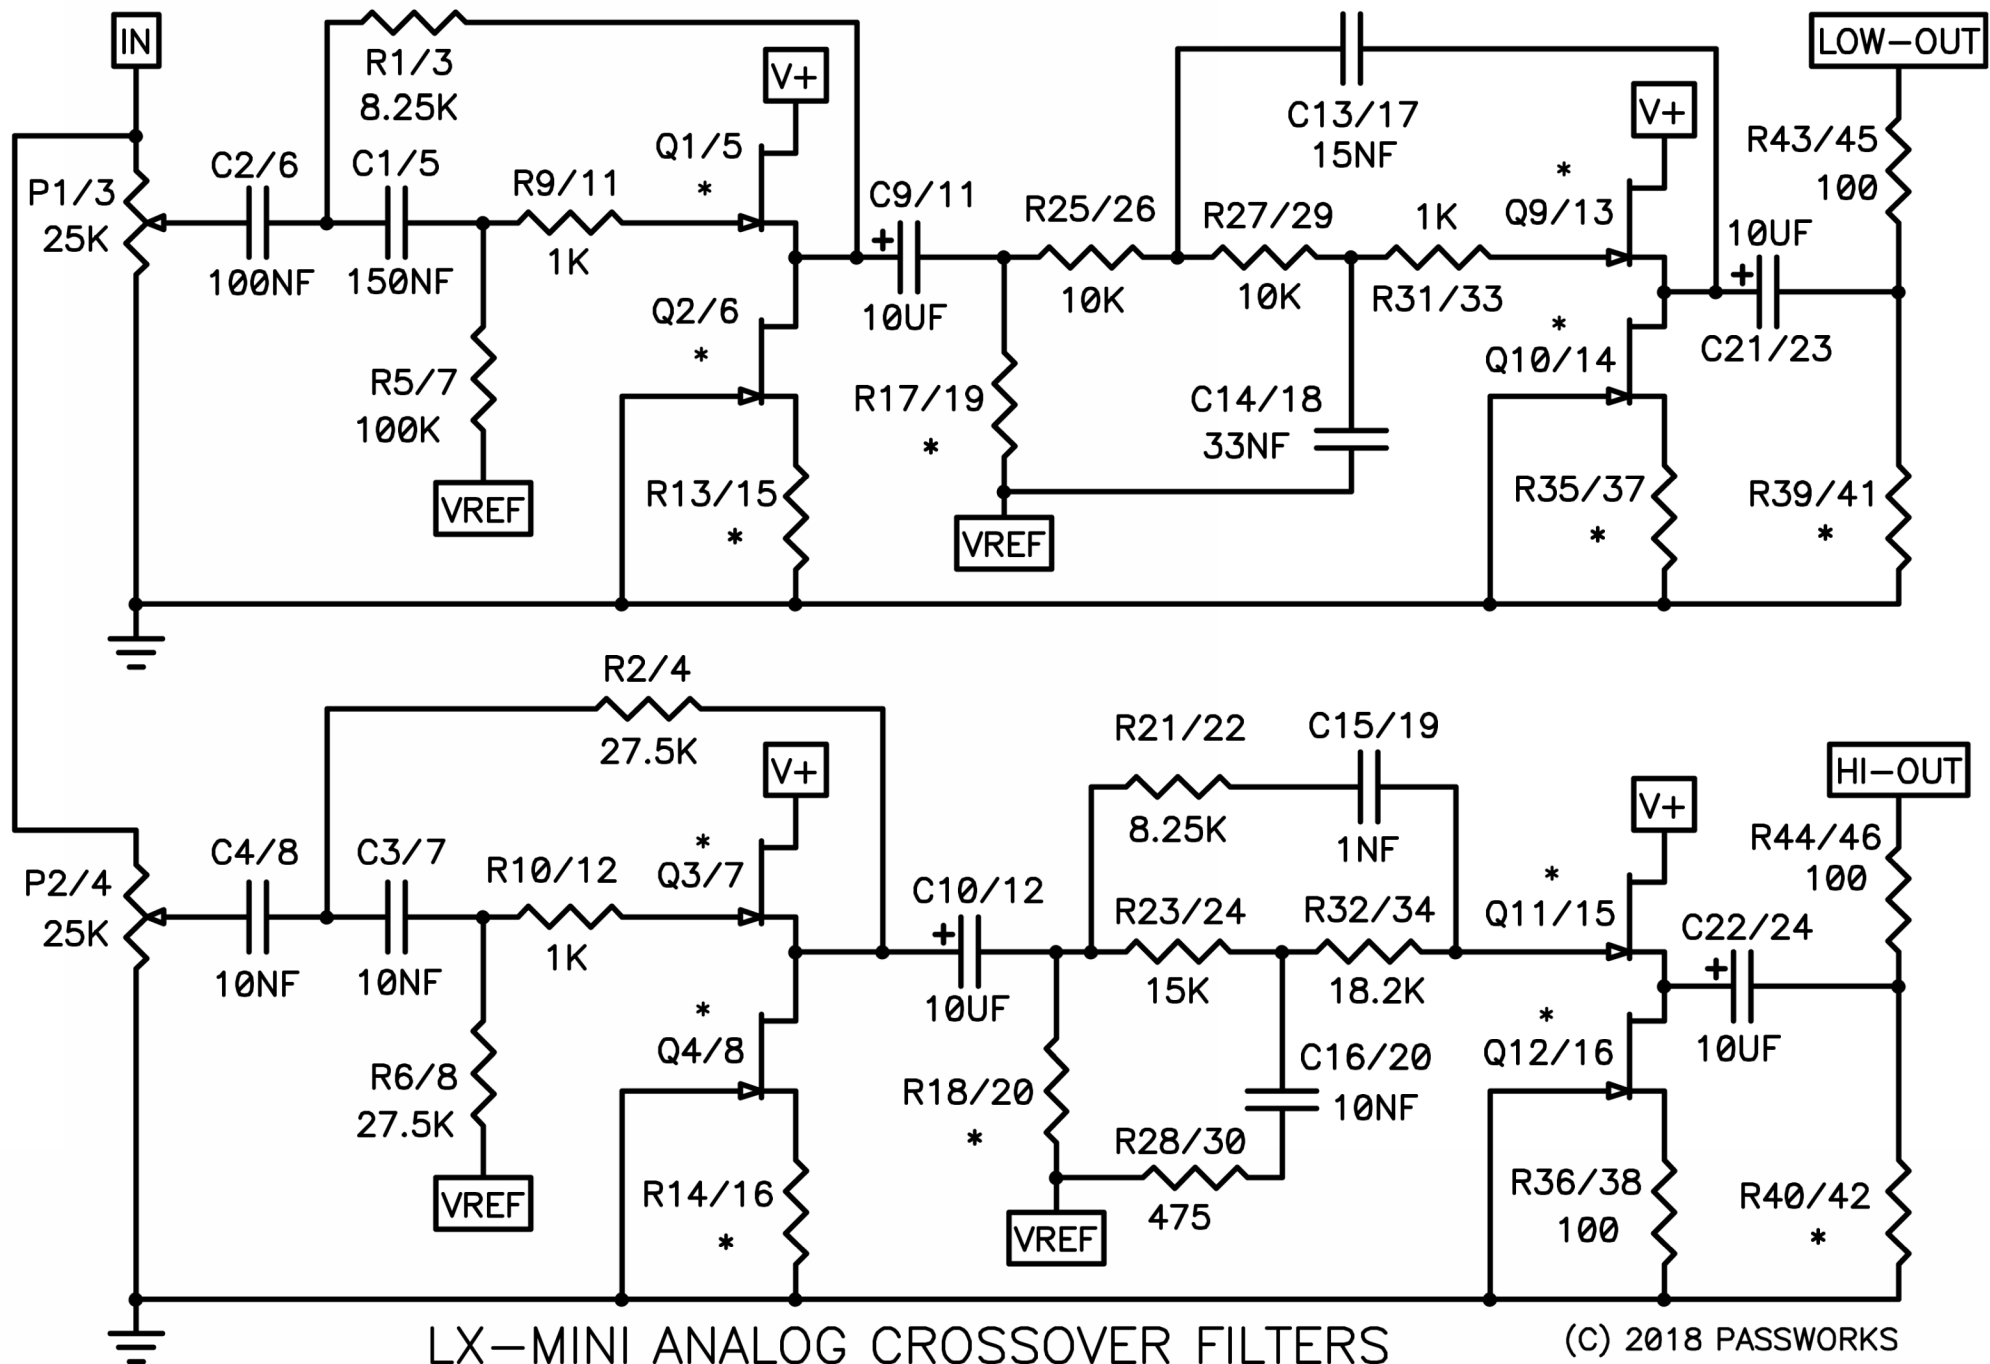 IN
R1/3
8.25K
V+
C13/17
15NF
LOW-OUT
V+
R43/45
100
P1/3
25K
C2/6
100NF
C1/5
150NF
R9/11
1K
Q1/5
*
C9/11
+
10UF
R25/26
10K
R27/29
10K
1K
R31/33
*
Q9/13
10UF
+
C21/23
Q2/6
*
*
Q10/14
R5/7
100K
VREF
R17/19
*
C14/18
33NF
R13/15
*
VREF
R35/37
*
R39/41
*
R2/4
27.5K
V+
R21/22
8.25K
C15/19
1NF
V+
HI-OUT
R44/46
100
P2/4
25K
C4/8
10NF
C3/7
10NF
R10/12
1K
*
Q3/7
C10/12
+
10UF
R23/24
15K
R32/34
18.2K
*
Q11/15
C22/24
+
10UF
*
Q4/8
*
Q12/16
R6/8
27.5K
VREF
R18/20
*
C16/20
10NF
R28/30
475
R14/16
*
VREF
R36/38
100
R40/42
*
LX-MINI ANALOG CROSSOVER FILTERS
(C) 2018 PASSWORKS